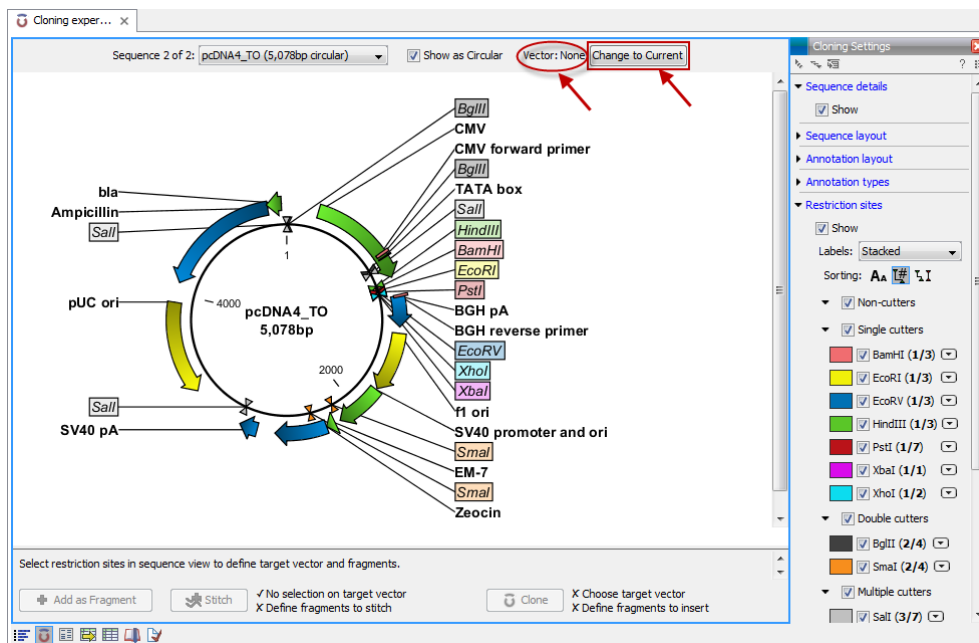 Cloning exper... ×
Sequence 2 of 2: pcDNA4_TO (5,078bp circular) Show as Circular Vector: None Change to Current
BglII
CMV
CMV forward primer
BglII
TATA box
SalI
HindIII
BamHI
EcoRI
PstI
BGH pA
BGH reverse primer
EcoRV
XhoI
XbaI
f1 ori
SV40 promoter and ori
SmaI
EM-7
SmaI
Zeocin
bla
Ampicillin
SalI
pUC ori
SalI
SV40 pA
1
2000
4000
pcDNA4_TO
5,078bp
Select restriction sites in sequence view to define target vector and fragments.
Add as Fragment
Stitch
✓ No selection on target vector
✗ Define fragments to stitch
Clone
✗ Choose target vector
✗ Define fragments to insert
Cloning Settings
?
Sequence details
Show
Sequence layout
Annotation layout
Annotation types
Restriction sites
Show
Labels: Stacked
Sorting: AA
Non-cutters
Single cutters
BamHI (1/3)
EcoRI (1/3)
EcoRV (1/3)
HindIII (1/3)
PstI (1/7)
XbaI (1/1)
XhoI (1/2)
Double cutters
BglII (2/4)
SmaI (2/4)
Multiple cutters
SalI (3/7)